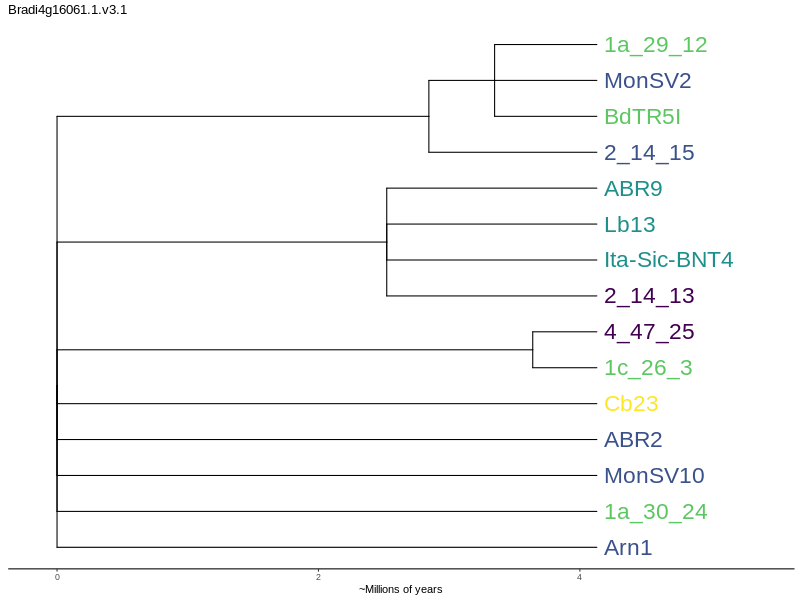 Bradi4g16061.1.v3.1
1a_29_12
MonSV2
BdTR5I
2_14_15
ABR9
Lb13
Ita-Sic-BNT4
2_14_13
4_47_25
1c_26_3
Cb23
ABR2
MonSV10
1a_30_24
Arn1
0 2 4
~Millions of years